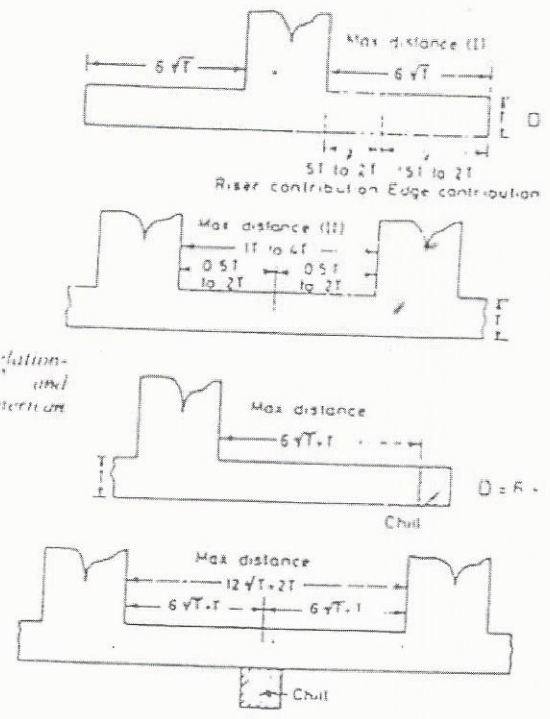 Max distance (I)
6 √T
6 √T
T
D
.5T to 2T
.5T to 2T
Riser contribution Edge contribution
Max distance (II)
1T to 4T
0.5T to 2T
0.5T to 2T
T
and
Max distance
6 √T+T
T
D = 6
Chill
Max distance
12 √T+2T
6 √T+T
6 √T+T
Chill